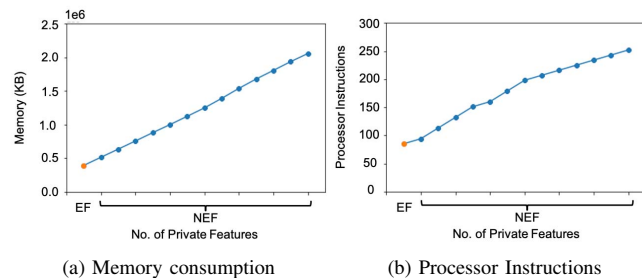 1e6
Memory (KB)
2.5
2.0
1.5
1.0
0.5
0.0
EF
NEF
No. of Private Features
(a) Memory consumption
Processor Instructions
300
250
200
150
100
50
0
EF
NEF
No. of Private Features
(b) Processor Instructions